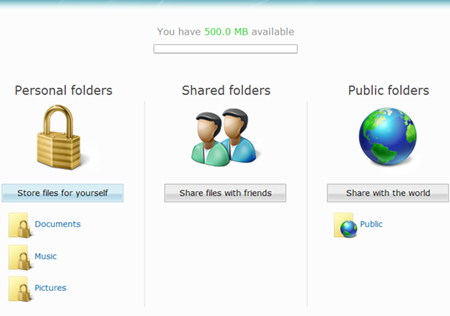 You have 500.0 MB available
Personal folders
Store files for yourself
Documents
Music
Pictures
Shared folders
Share files with friends
Public folders
Share with the world
Public